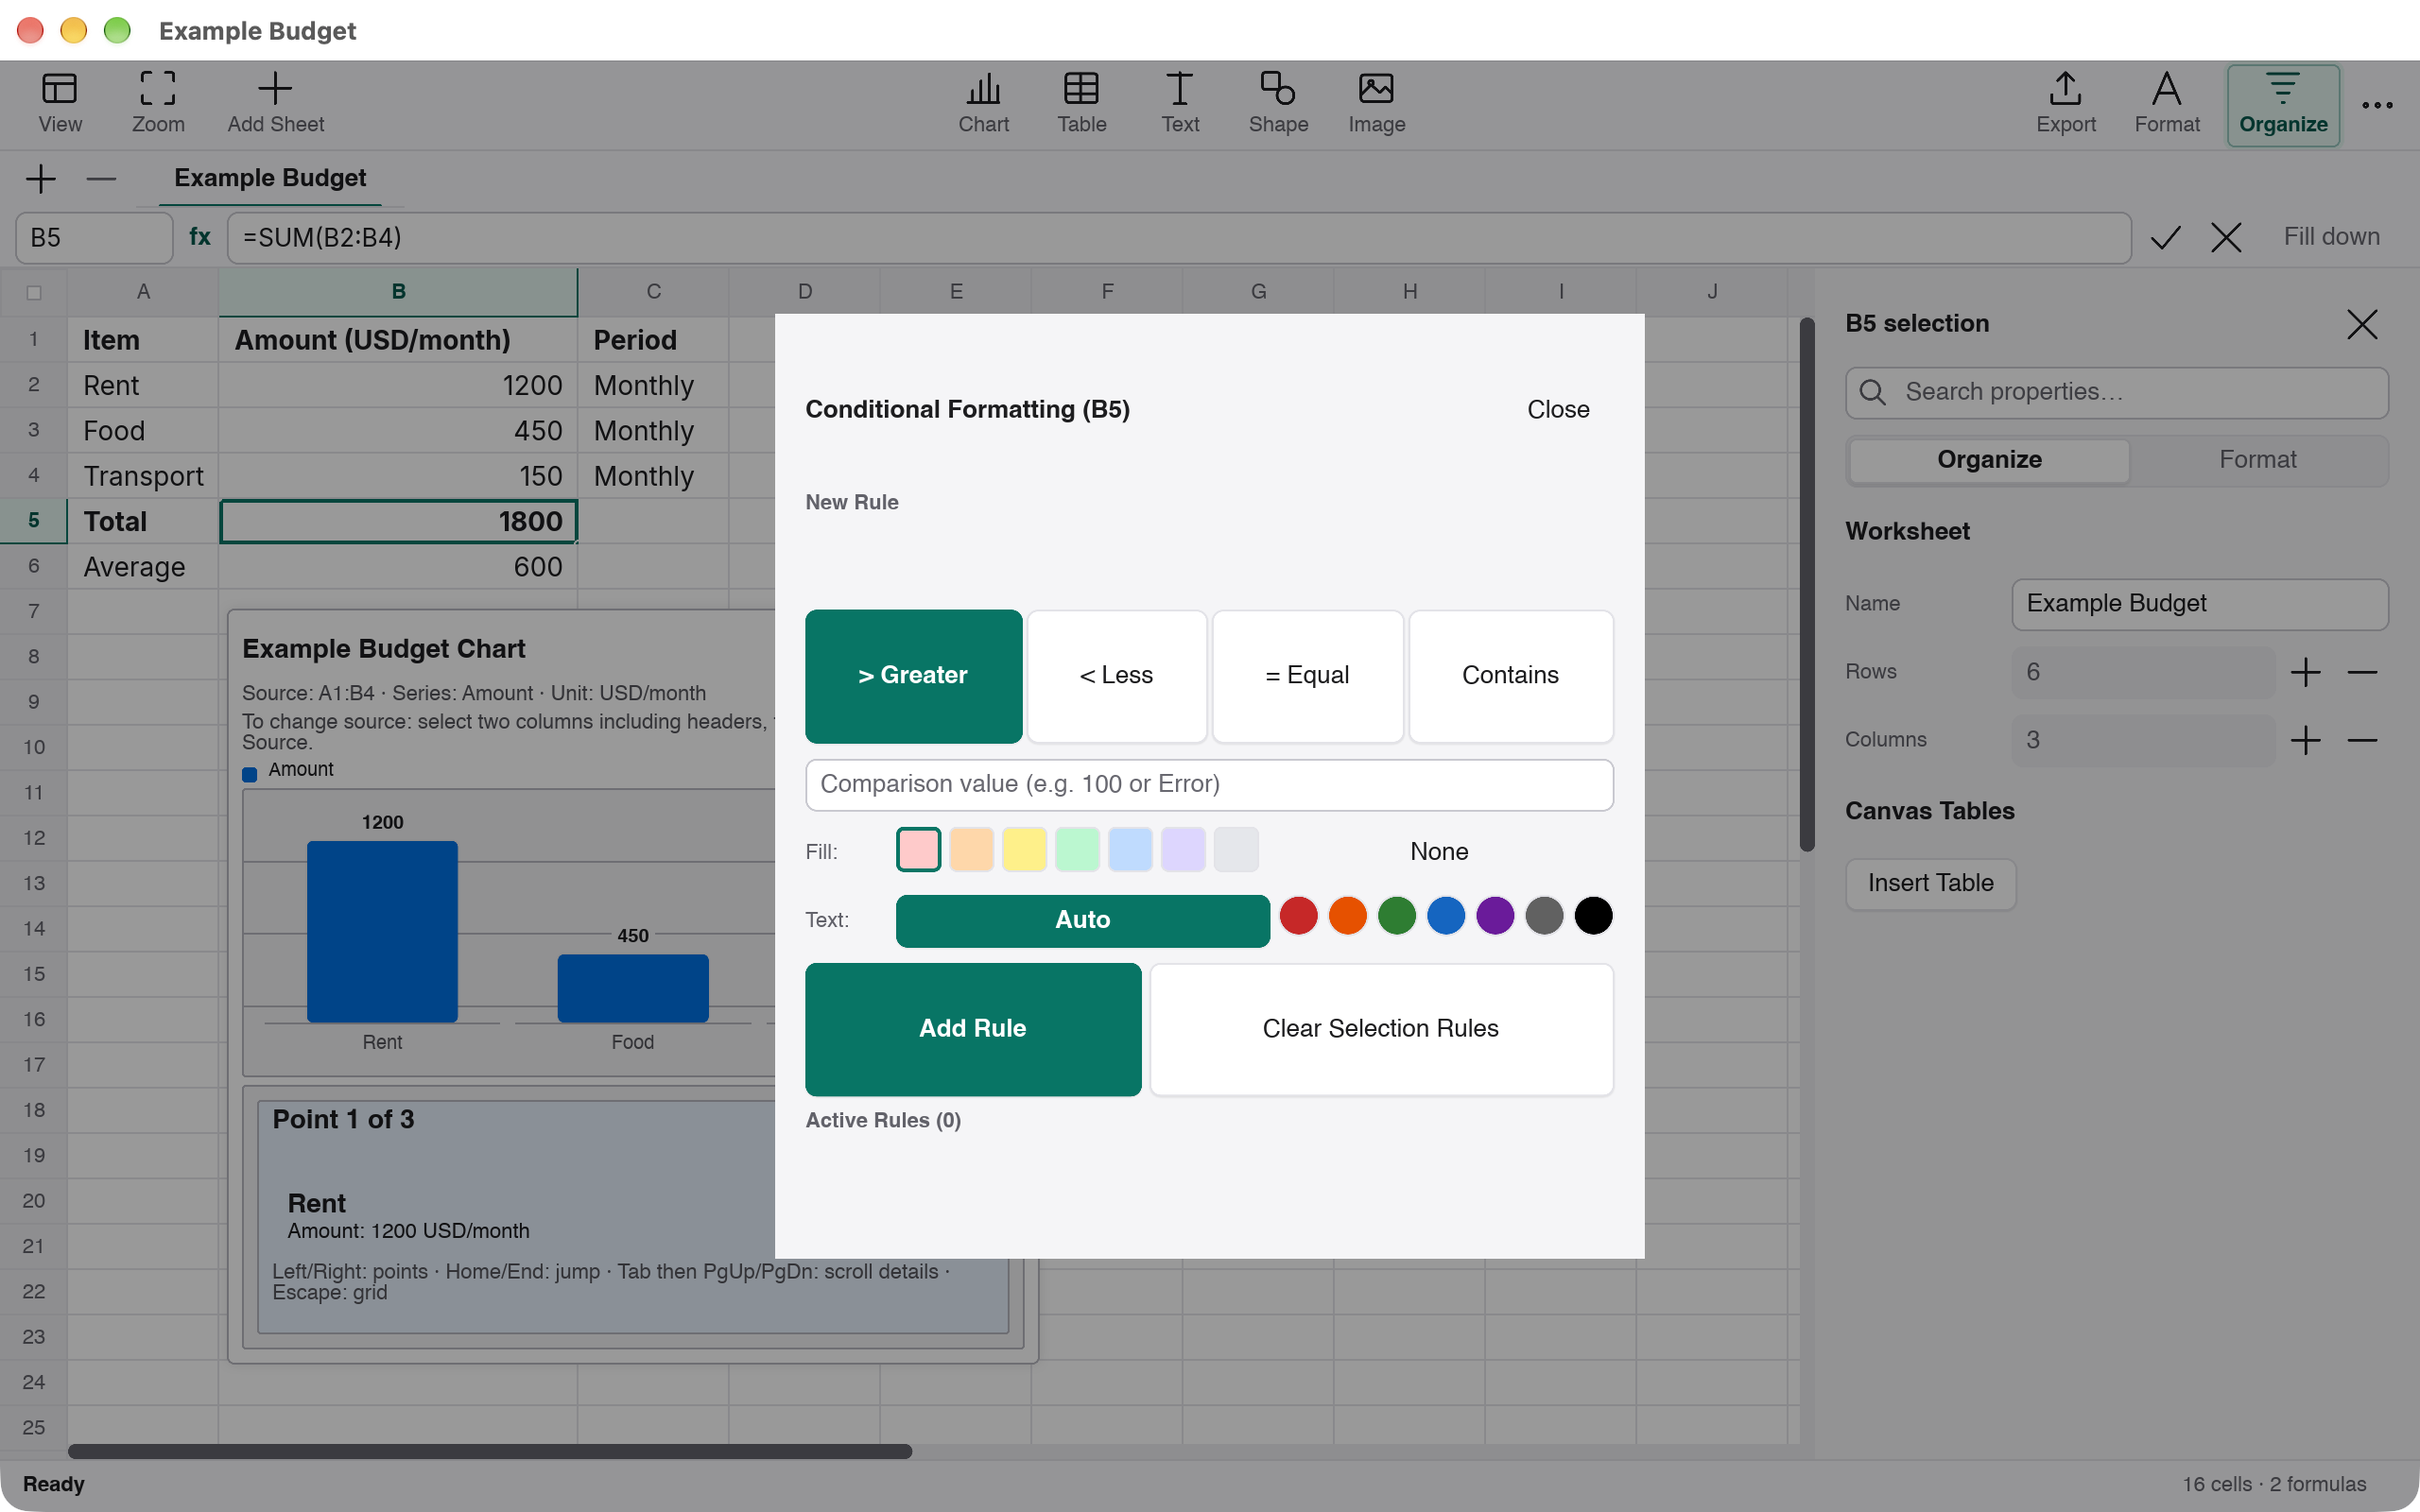 Example Budget
View
Zoom
Add Sheet
Chart
Table
Text
Shape
Image
Export
Format
Organize
Example Budget
B5
fx
=SUM(B2:B4)
Fill down
A B C D E F G H I J
1 Item Amount (USD/month) Period
2 Rent 1200 Monthly
3 Food 450 Monthly
4 Transport 150 Monthly
5 Total 1800
6 Average 600
7
8
9
10
11
12
13
14
15
16
17
18
19
20
21
22
23
24
25
Example Budget Chart
Source: A1:B4 · Series: Amount · Unit: USD/month
To change source: select two columns including headers,
Source.
Amount
1200
450
Rent
Food
Point 1 of 3
Rent
Amount: 1200 USD/month
Left/Right: points · Home/End: jump · Tab then PgUp/PgDn: scroll details ·
Escape: grid
Conditional Formatting (B5)
Close
New Rule
> Greater
< Less
= Equal
Contains
Comparison value (e.g. 100 or Error)
Fill:
None
Text:
Auto
Add Rule
Clear Selection Rules
Active Rules (0)
B5 selection
Search properties…
Organize
Format
Worksheet
Name
Example Budget
Rows
6
Columns
3
Canvas Tables
Insert Table
Ready
16 cells · 2 formulas